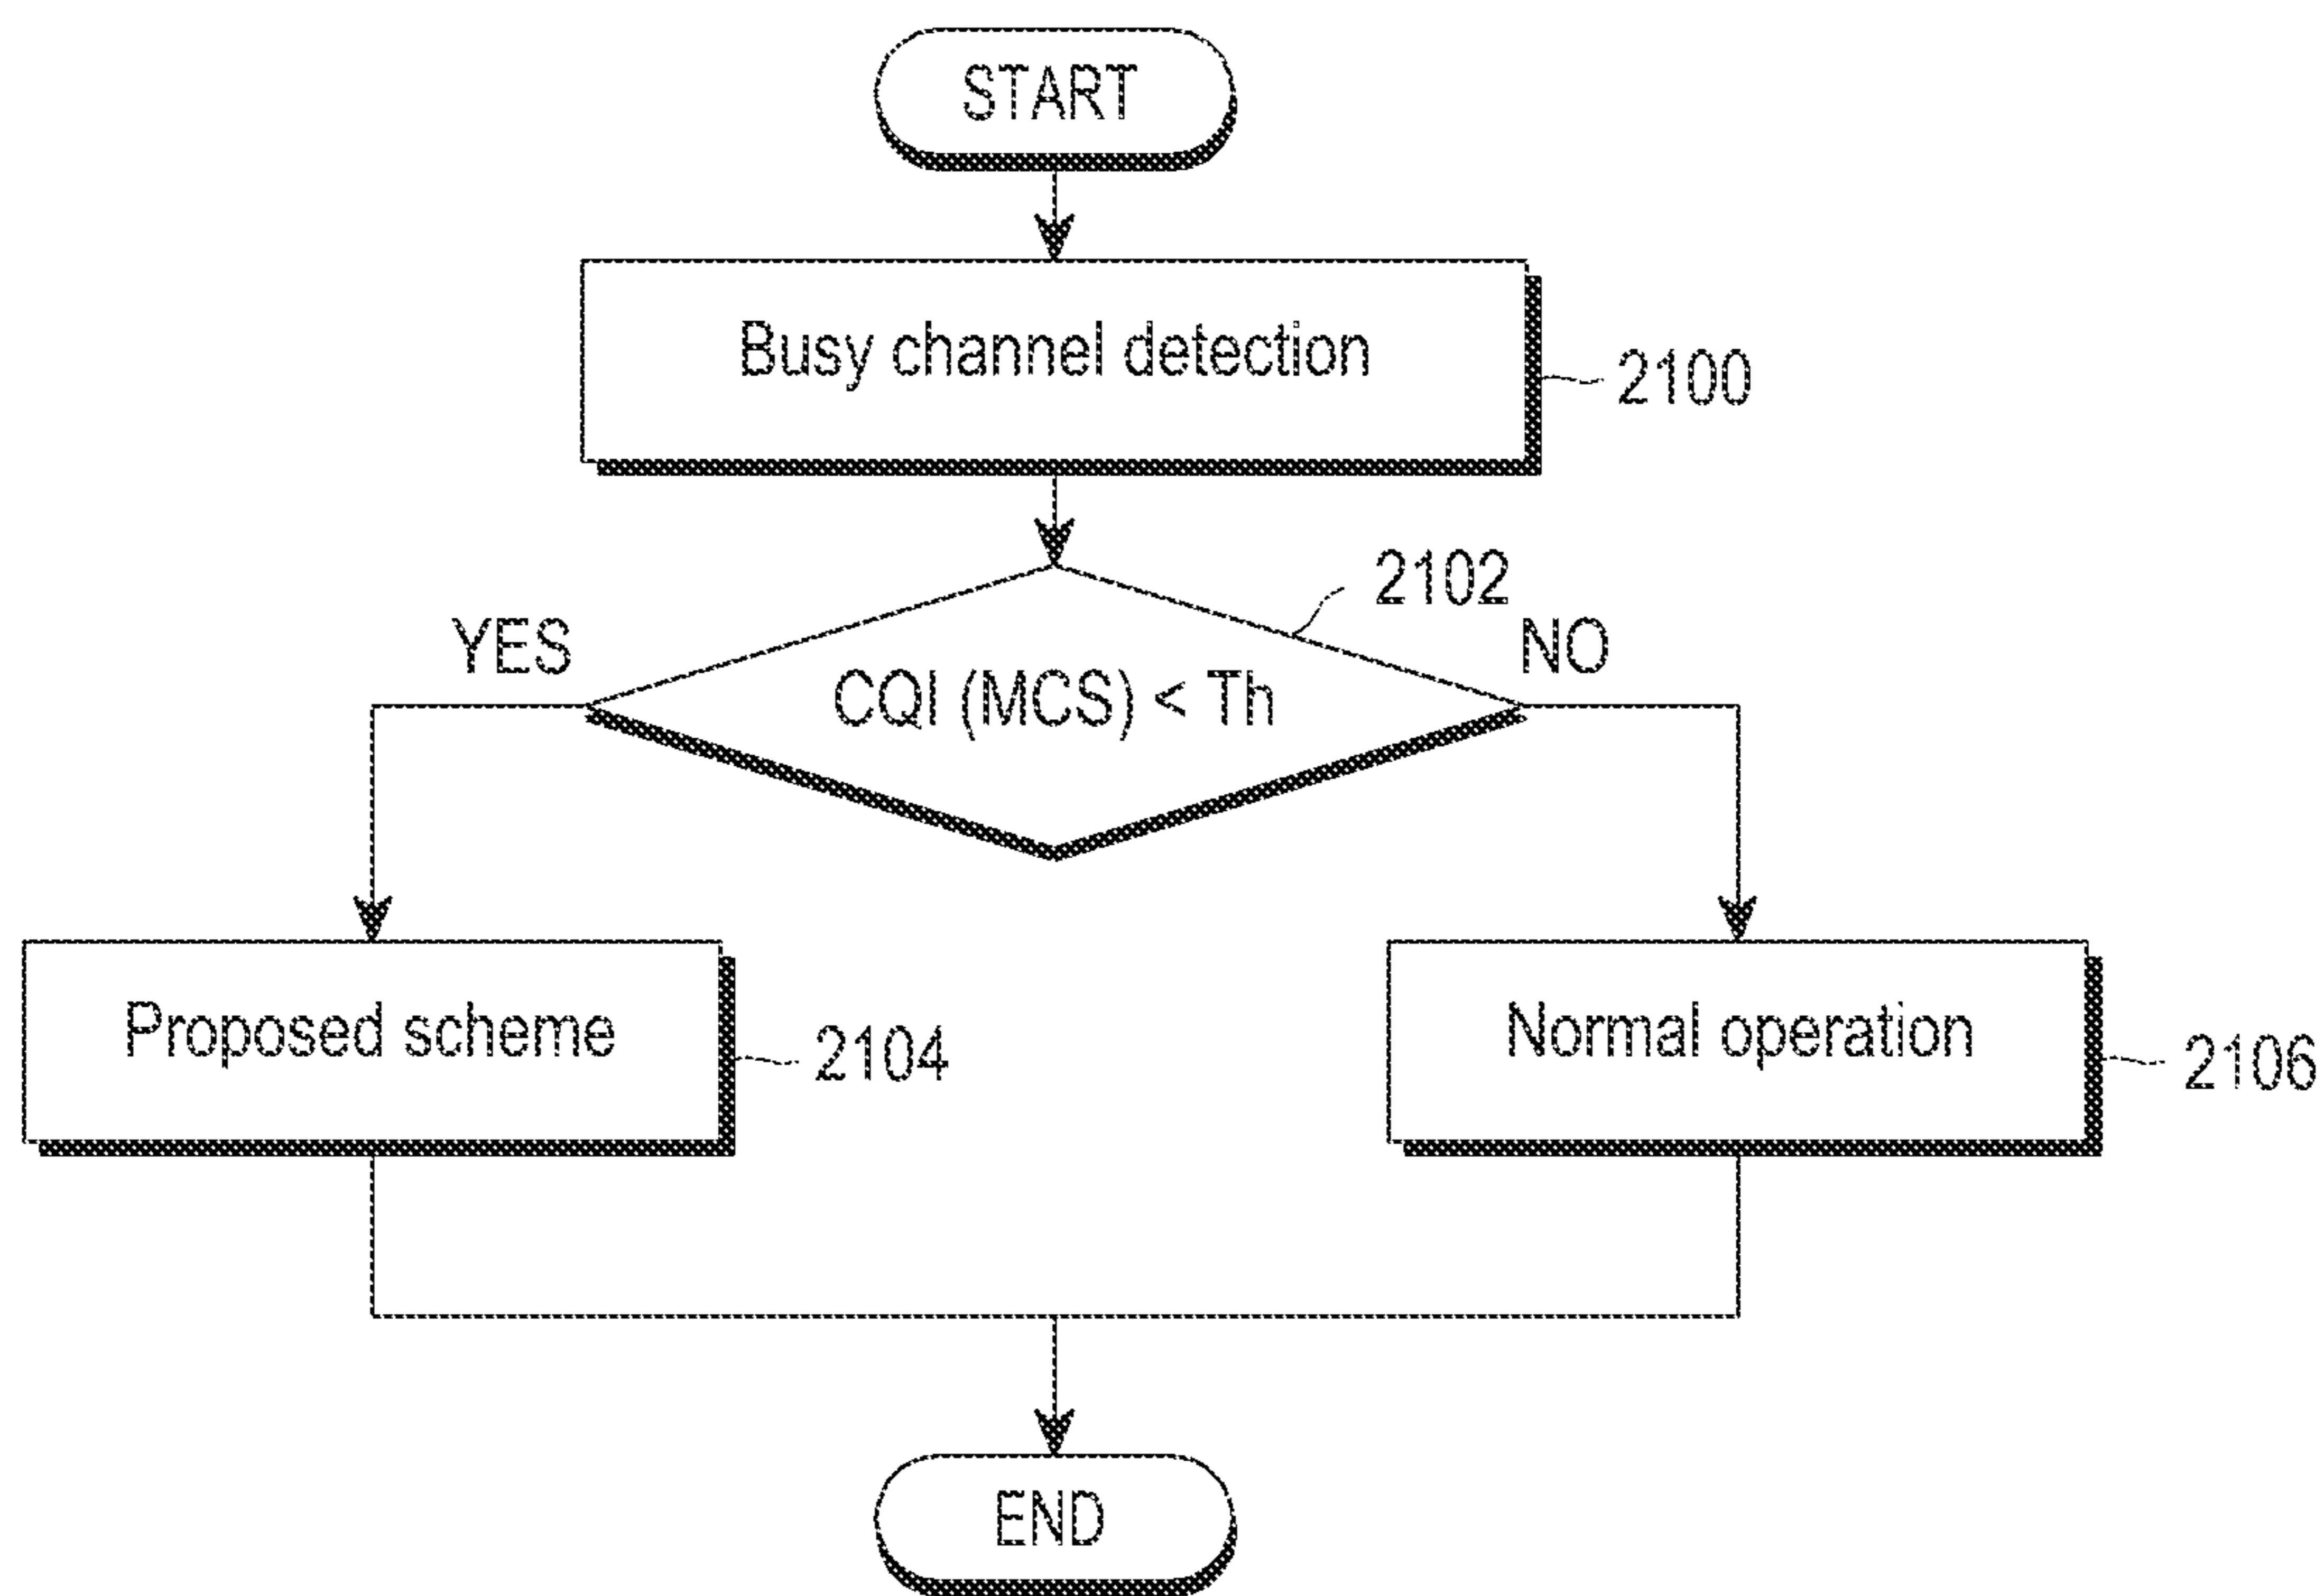 START
Busy channel detection
2100
2102
YES
NO
CQI (MCS) < Th
Proposed scheme
2104
Normal operation
2106
END